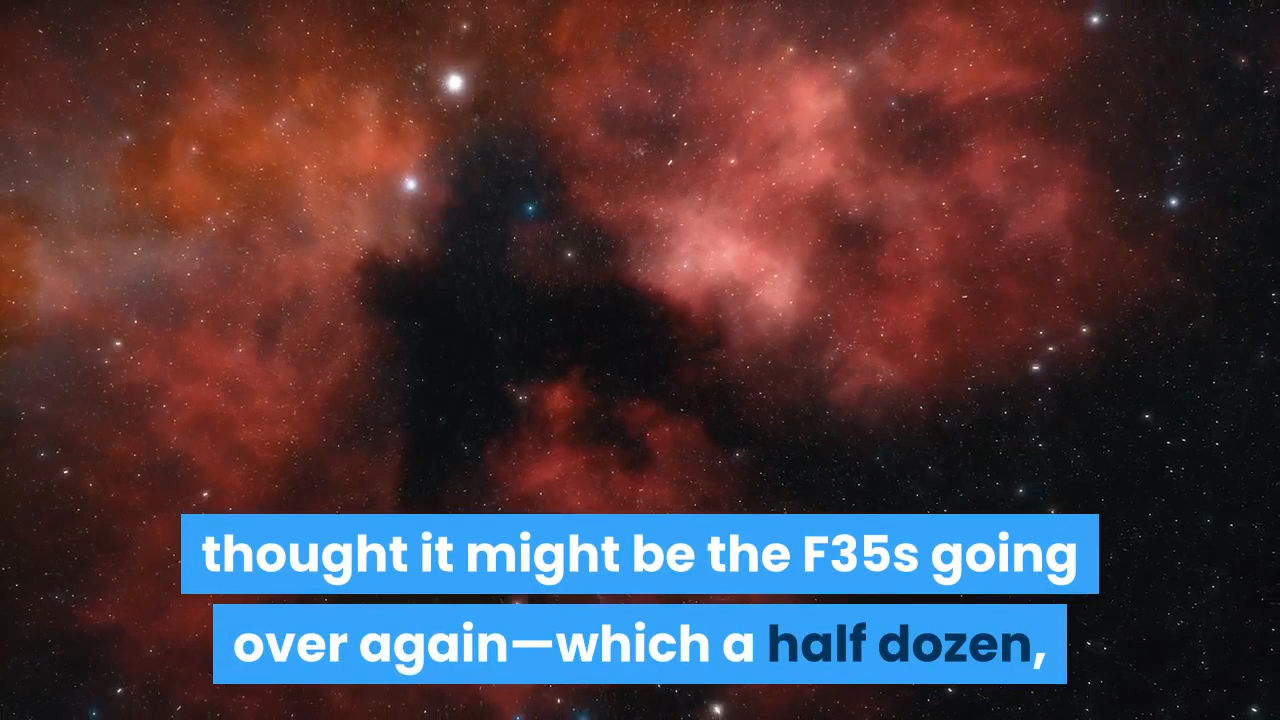 thought it might be the F35s going
over again—which a half dozen,